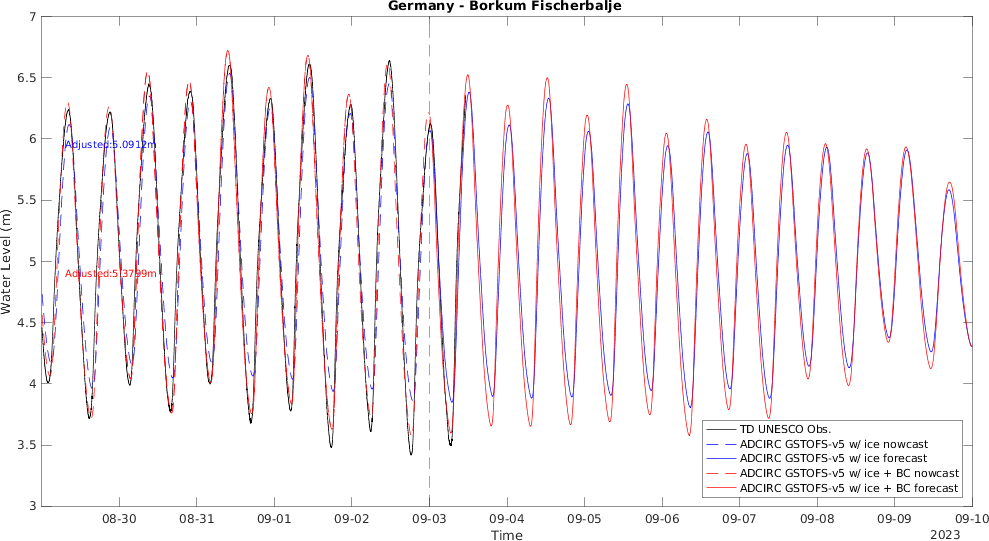 Germany - Borkum Fischerbalje
7
6.5
6
5.5
5
4.5
4
3.5
3
Water Level (m)
Adjusted:5.0912m
Adjusted:5.3799m
TD UNESCO Obs.
ADCIRC GSTOFS-v5 w/ ice nowcast
ADCIRC GSTOFS-v5 w/ ice forecast
ADCIRC GSTOFS-v5 w/ ice + BC nowcast
ADCIRC GSTOFS-v5 w/ ice + BC forecast
08-30 08-31 09-01 09-02 09-03 09-04 09-05 09-06 09-07 09-08 09-09 09-10
Time
2023